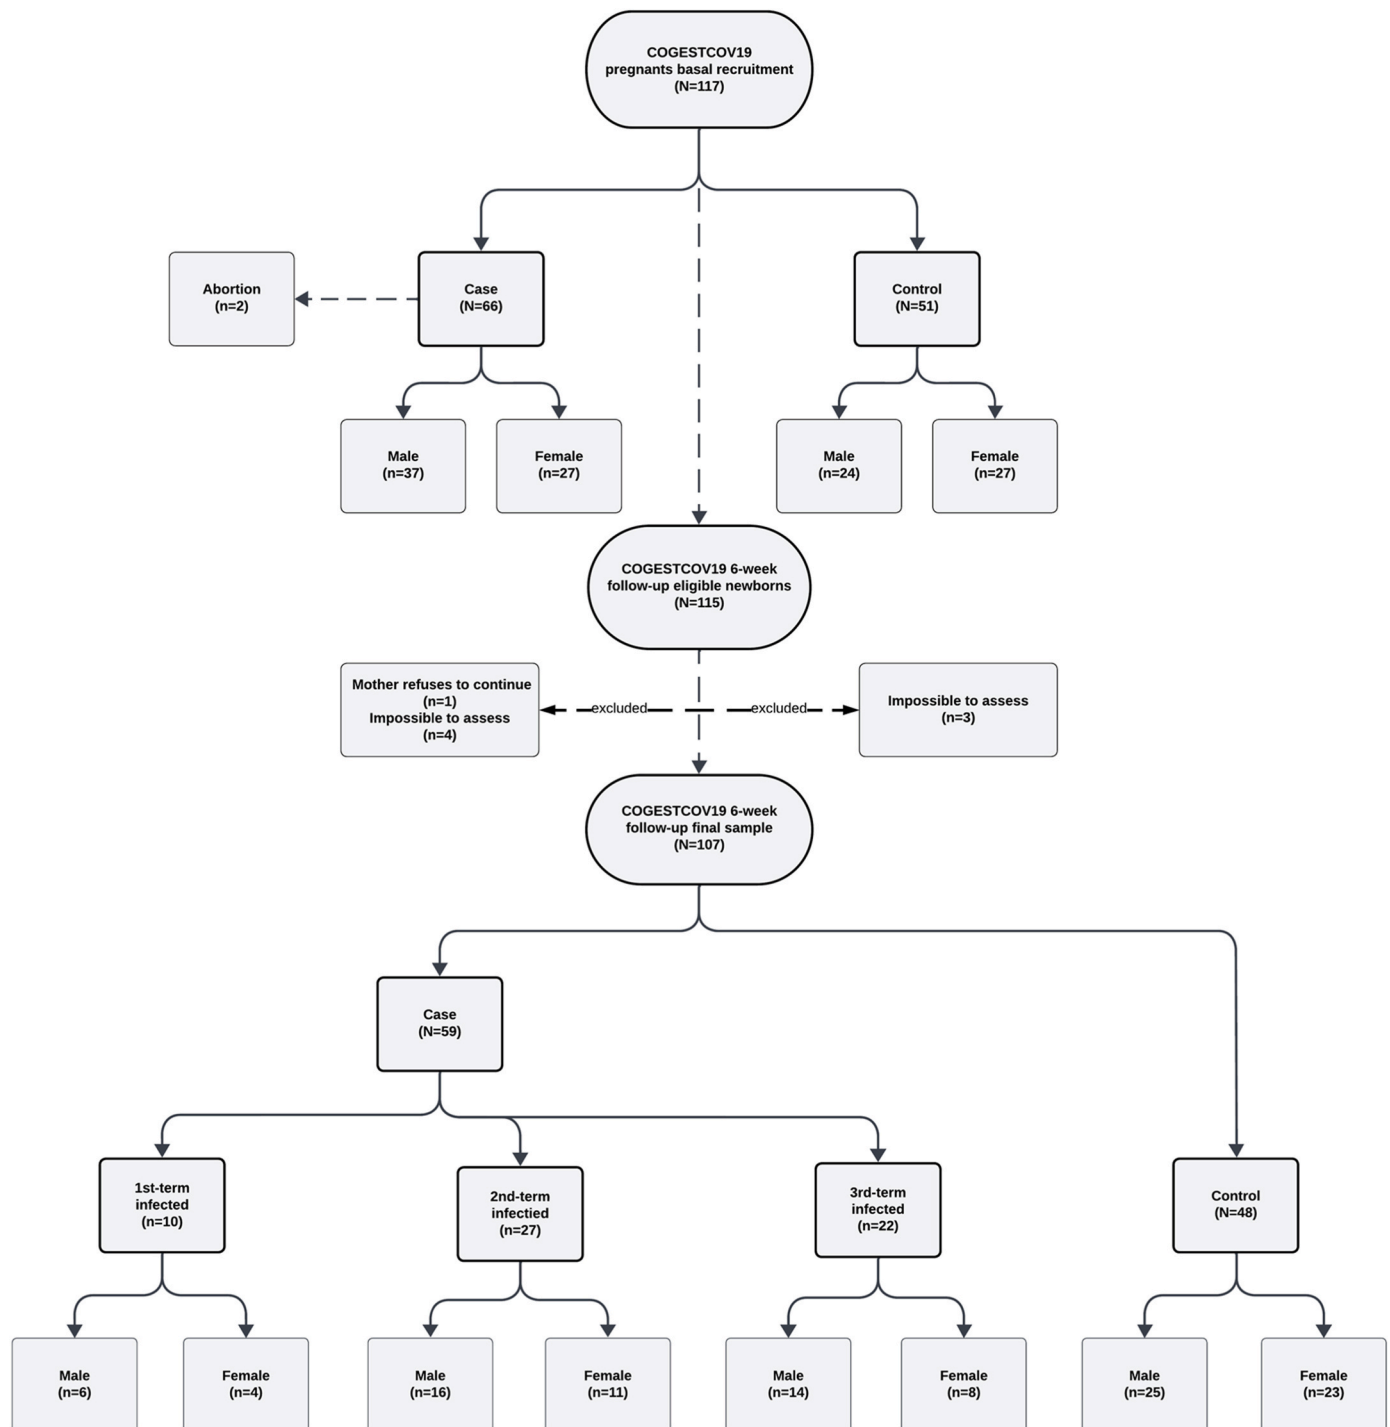 COGESTCOV19
pregnants basal recruitment
(N=117)
Abortion
(n=2)
Case
(N=66)
Control
(N=51)
Male
(n=37)
Female
(n=27)
Male
(n=24)
Female
(n=27)
COGESTCOV19 6-week
follow-up eligible newborns
(N=115)
Mother refuses to continue
(n=1)
Impossible to assess
(n=4)
excluded
excluded
Impossible to assess
(n=3)
COGESTCOV19 6-week
follow-up final sample
(N=107)
Case
(N=59)
1st-term
infected
(n=10)
2nd-term
infectied
(n=27)
3rd-term
infected
(n=22)
Control
(N=48)
Male
(n=6)
Female
(n=4)
Male
(n=16)
Female
(n=11)
Male
(n=14)
Female
(n=8)
Male
(n=25)
Female
(n=23)